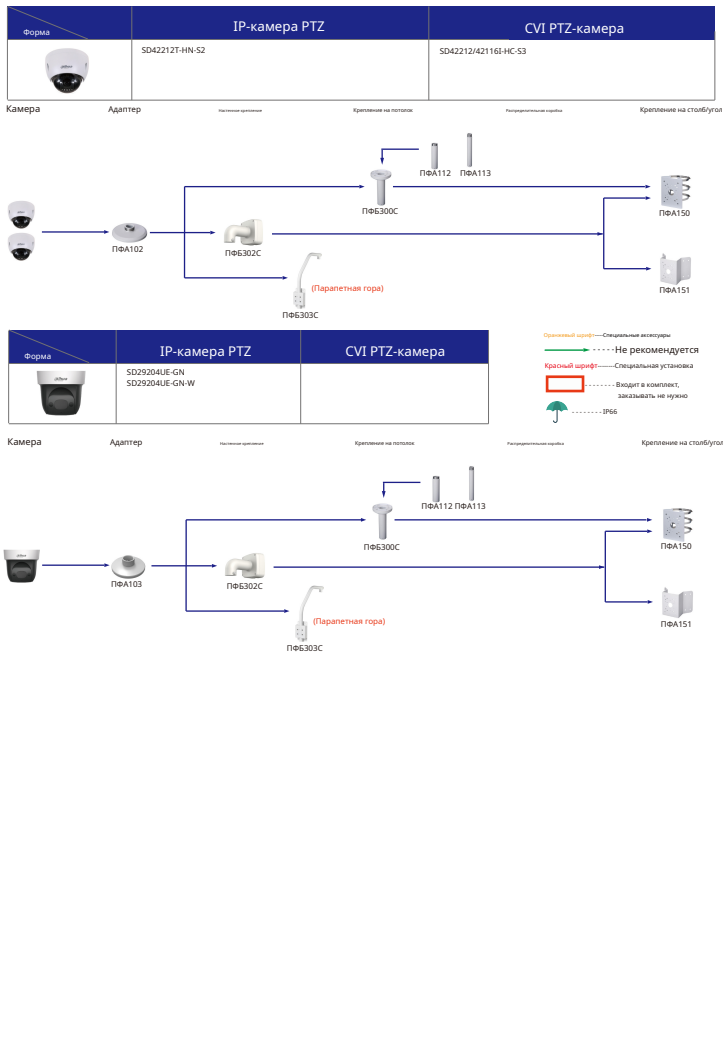 Форма
IP-камера PTZ
CVI PTZ-камера
SD42212T-HN-S2
SD42212/42116I-HC-S3
Камера
Адаптер
Настенное крепление
Крепление на потолок
Распределительная коробка
Крепление на столб/угол
ПФА112
ПФА113
ПФБ300С
ПФА150
ПФА102
ПФБ302С
ПФА151
(Парапетная гора)
ПФБ303С
Форма
IP-камера PTZ
CVI PTZ-камера
SD29204UE-GN
SD29204UE-GN-W
Оранжевый шрифт-----Специальные аксессуары
------Не рекомендуется
Красный шрифт--------Специальная установка
---------Входит в комплект,
заказывать не нужно
---------IP66
Камера
Адаптер
Настенное крепление
Крепление на потолок
Распределительная коробка
Крепление на столб/угол
ПФА112 ПФА113
ПФБ300С
ПФА150
ПФА103
ПФБ302С
(Парапетная гора)
ПФА151
ПФБ303С